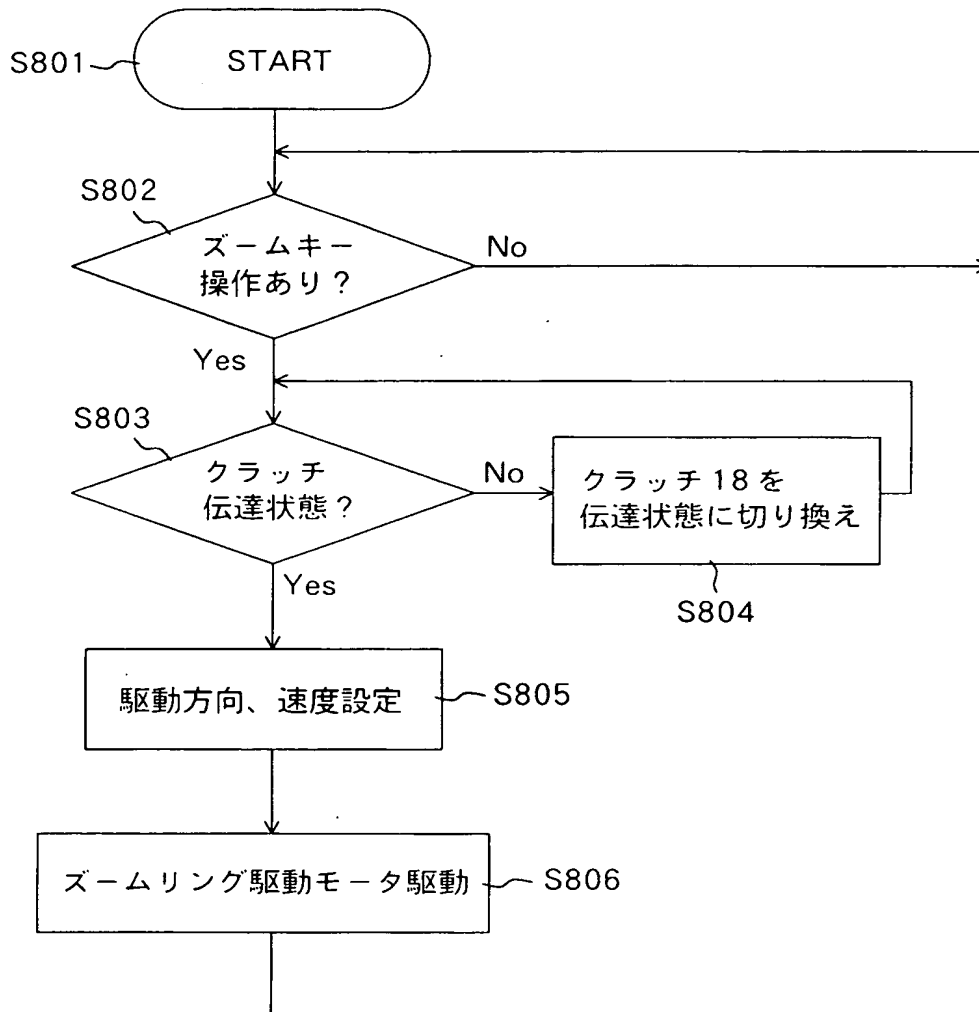 S801
START
S802
ズームキー
操作あり？
No
Yes
S803
クラッチ
伝達状態？
No
クラッチ18を
伝達状態に切り換え
S804
Yes
駆動方向、速度設定
S805
ズームリング駆動モータ駆動
S806